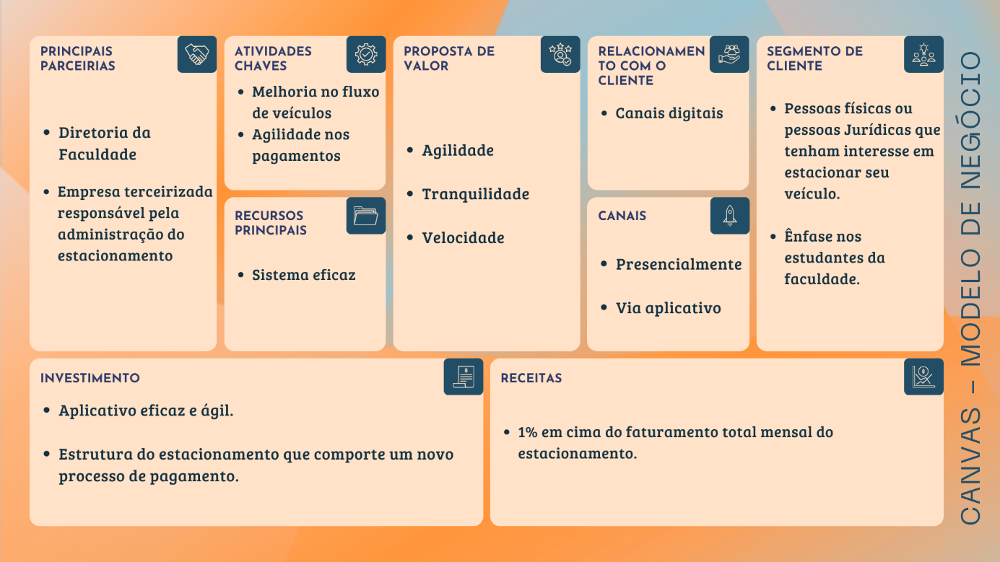 PRINCIPAIS
PARCEIRIAS
• Diretoria da
Faculdade
• Empresa terceirizada
responsável pela
administração do
estacionamento
ATIVIDADES
CHAVES
• Melhoria no fluxo
de veículos
• Agilidade nos
pagamentos
RECURSOS
PRINCIPAIS
• Sistema eficaz
PROPOSTA DE
VALOR
• Agilidade
• Tranquilidade
• Velocidade
RELACIONAMEN
TO COM O
CLIENTE
• Canais digitais
CANAIS
• Presencialmente
• Via aplicativo
SEGMENTO DE
CLIENTE
• Pessoas físicas ou
pessoas Jurídicas que
tenham interesse em
estacionar seu
veículo.
• Ênfase nos
estudantes da
faculdade.
INVESTIMENTO
• Aplicativo eficaz e ágil.
• Estrutura do estacionamento que comporte um novo
processo de pagamento.
RECEITAS
• 1% em cima do faturamento total mensal do
estacionamento.
CANVAS – MODELO DE NEGÓCIO